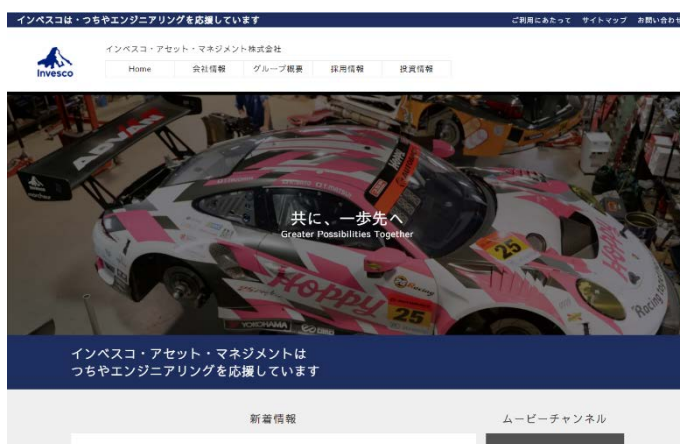 インベスコは・つちやエンジニアリングを応援しています
ご利用にあたって サイトマップ お問い合わせ
Invesco
インベスコ・アセット・マネジメント株式会社
Home 会社情報 グループ概要 採用情報 投資情報
ADVAN
共に、一歩先へ
Greater Possibilities Together
25
HOPPY
25
Racing
YOKOHAMA
インベスコ・アセット・マネジメントは
つちやエンジニアリングを応援しています
新着情報
ムービーチャンネル